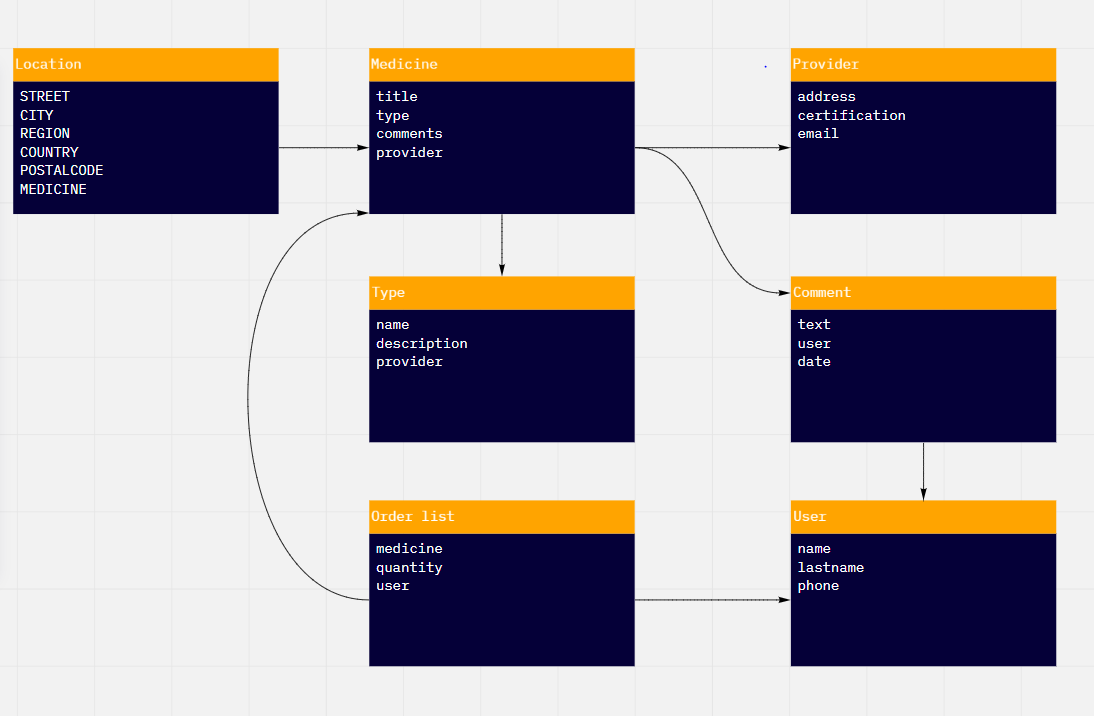 Location
STREET
CITY
REGION
COUNTRY
POSTALCODE
MEDICINE
Medicine
title
type
comments
provider
Provider
address
certification
email
Type
name
description
provider
Comment
text
user
date
Order list
medicine
quantity
user
User
name
lastname
phone